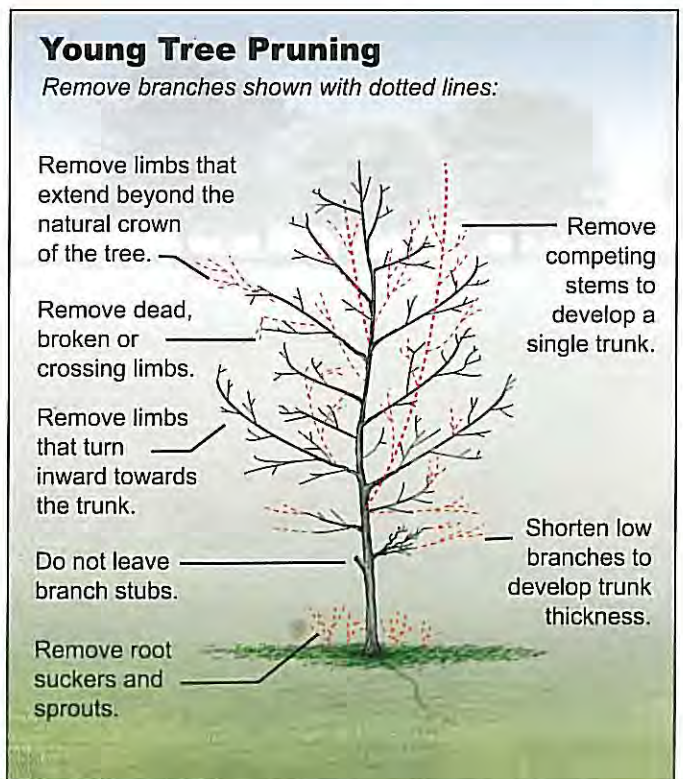 Young Tree Pruning
Remove branches shown with dotted lines:
Remove limbs that
extend beyond the
natural crown
of the tree.
Remove dead,
broken or
crossing limbs.
Remove limbs
that turn
inward towards
the trunk.
Do not leave
branch stubs.
Remove root
suckers and
sprouts.
Remove
competing
stems to
develop a
single trunk.
Shorten low
branches to
develop trunk
thickness.